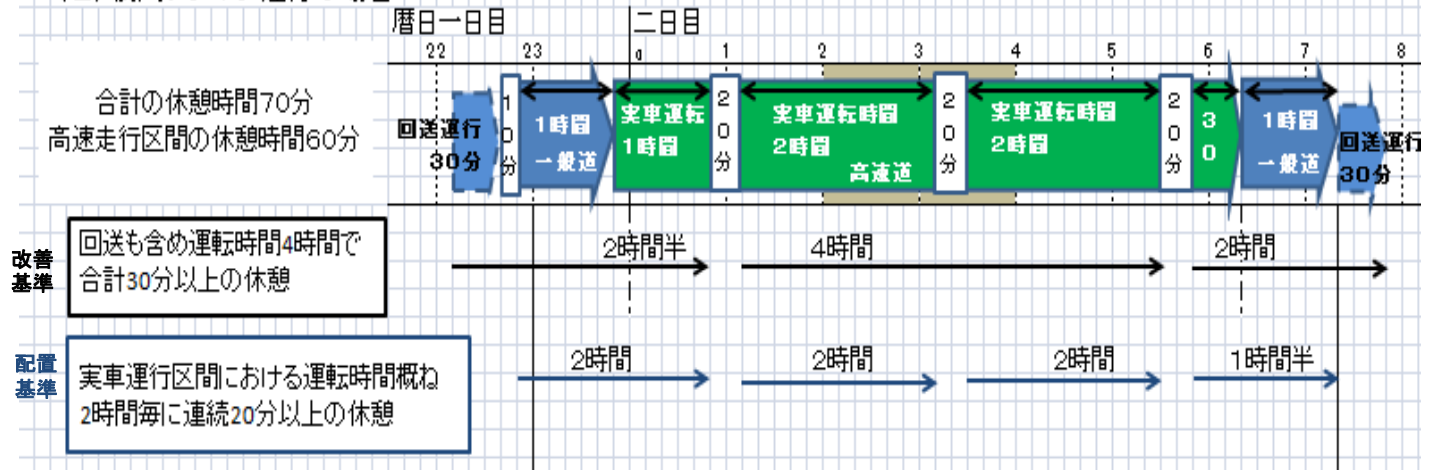 暦日一日目
二日目
22
23
0
1
2
3
4
5
6
7
8
合計の休憩時間70分
高速走行区間の休憩時間60分
回送運行
30分
10分
1時間
一般道
実車運転
1時間
20分
実車運転時間
2時間
高速道
20分
実車運転時間
2時間
20分
30
1時間
一般道
回送運行
30分
改善
基準
回送も含め運転時間4時間で
合計30分以上の休憩
2時間半
4時間
2時間
配置
基準
実車運行区間における運転時間概ね
2時間毎に連続20分以上の休憩
2時間
2時間
2時間
1時間半